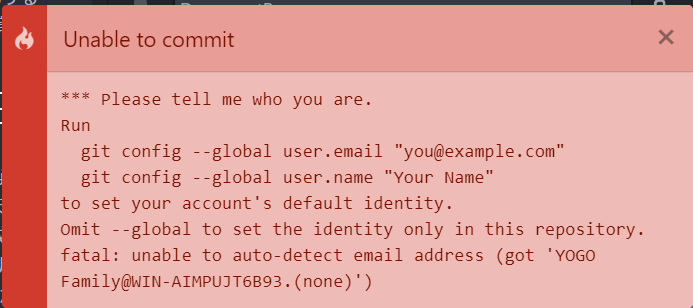 Unable to commit
*** Please tell me who you are.
Run
git config --global user.email "you@example.com"
git config --global user.name "Your Name"
to set your account's default identity.
Omit --global to set the identity only in this repository.
fatal: unable to auto-detect email address (got 'YOGO
Family@WIN-AIMPUJT6B93.(none)')